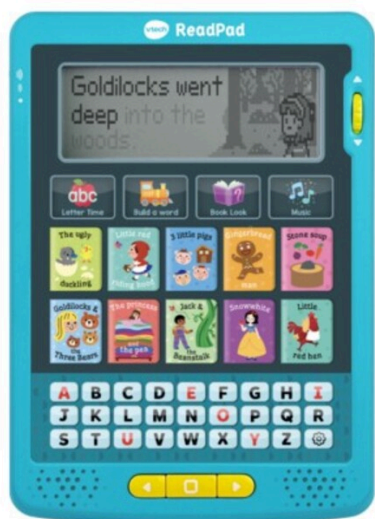 vtech ReadPad
Goldilocks went
deep into the
woods.
abc
Letter Time
Build a word
?
Book Look
Music
The ugly
duckling
Little red
riding hood
3 little pigs
Gingerbread
man
Stone soup
Goldilocks &
the
Three Bears
The princess
and
the pea
Jack &
the
Beanstalk
Snowwhite
Little
red hen
A B C D E F G H I
J K L M N O P Q R
S T U V W X Y Z